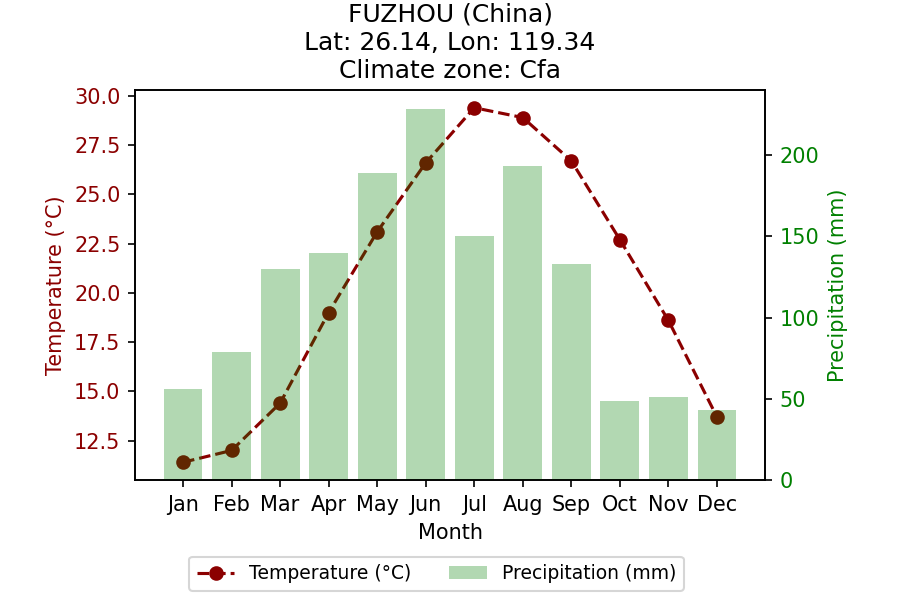 FUZHOU (China)
Lat: 26.14, Lon: 119.34
Climate zone: Cfa
Temperature (°C)
30.0
27.5
25.0
22.5
20.0
17.5
15.0
12.5
200
150
100
50
0
Precipitation (mm)
Jan Feb Mar Apr May Jun Jul Aug Sep Oct Nov Dec
Month
Temperature (°C) Precipitation (mm)